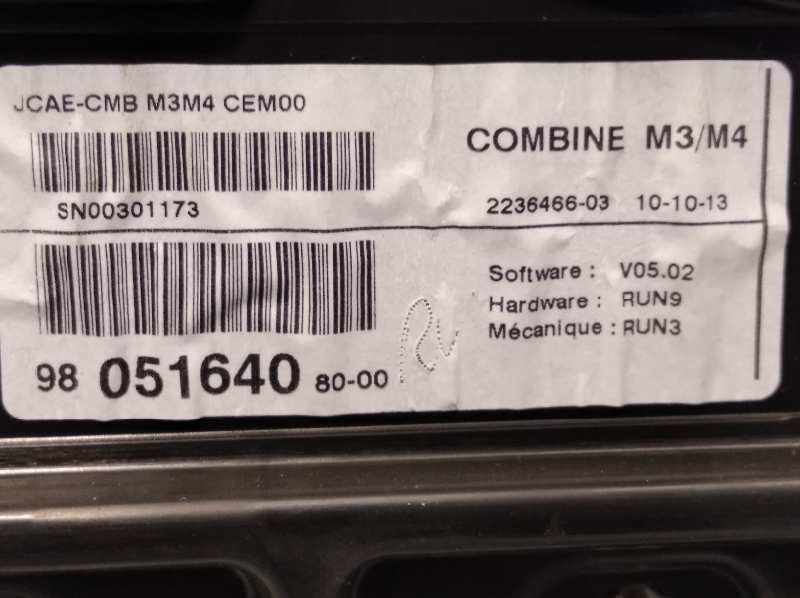 JCAE-CMB M3M4 CEM00
SN00301173
COMBINE M3/M4
2236466-03 10-10-13
Software : V05.02
Hardware : RUN9
Mécanique : RUN3
98 051640 80-00